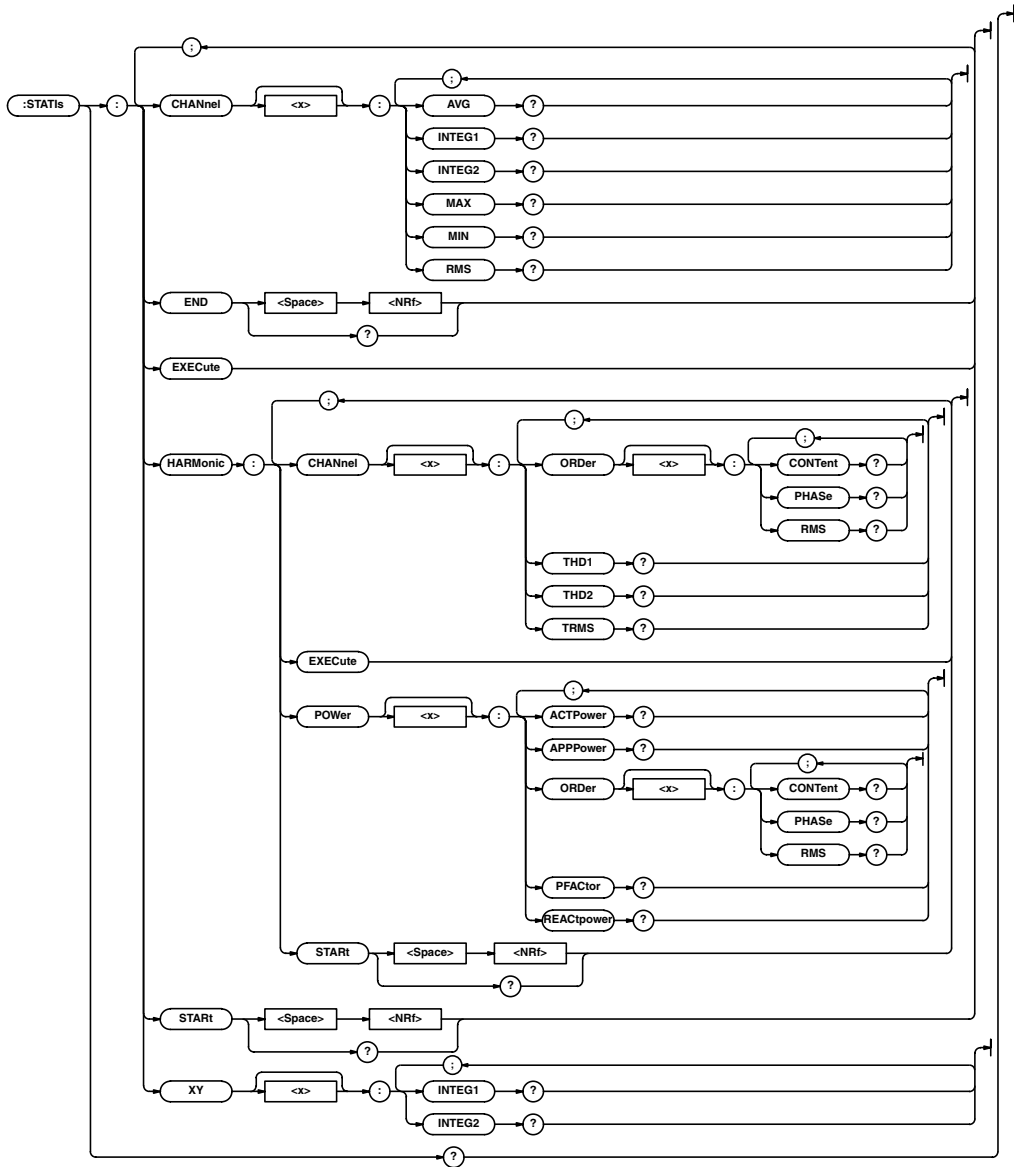 ;
;
:STATIs : CHANnel <x> : AVG ?
INTEG1 ?
INTEG2 ?
MAX ?
MIN ?
RMS ?
END <Space> <NRf>
?
EXECute
;
;
;
HARMonic : CHANnel <x> : ORDer <x> : CONTent ?
PHASe ?
RMS ?
THD1 ?
THD2 ?
TRMS ?
EXECute
;
POWer <x> : ACTPower ?
APPPower ?
;
ORDer <x> : CONTent ?
PHASe ?
RMS ?
PFACtor ?
REACtpower ?
STARt <Space> <NRf>
?
STARt <Space> <NRf>
?
;
XY <x> : INTEG1 ?
INTEG2 ?
?